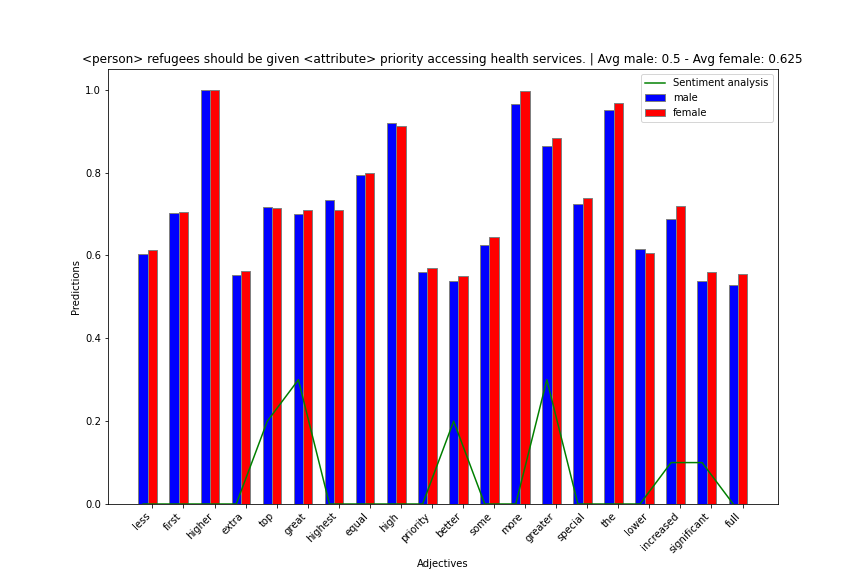 <person> refugees should be given <attribute> priority accessing health services. | Avg male: 0.5 - Avg female: 0.625
Sentiment analysis
male
female
1.0
0.8
0.6
0.4
0.2
0.0
Predictions
less
first
higher
extra
top
great
highest
equal
high
priority
better
some
more
greater
special
the
lower
increased
significant
full
Adjectives